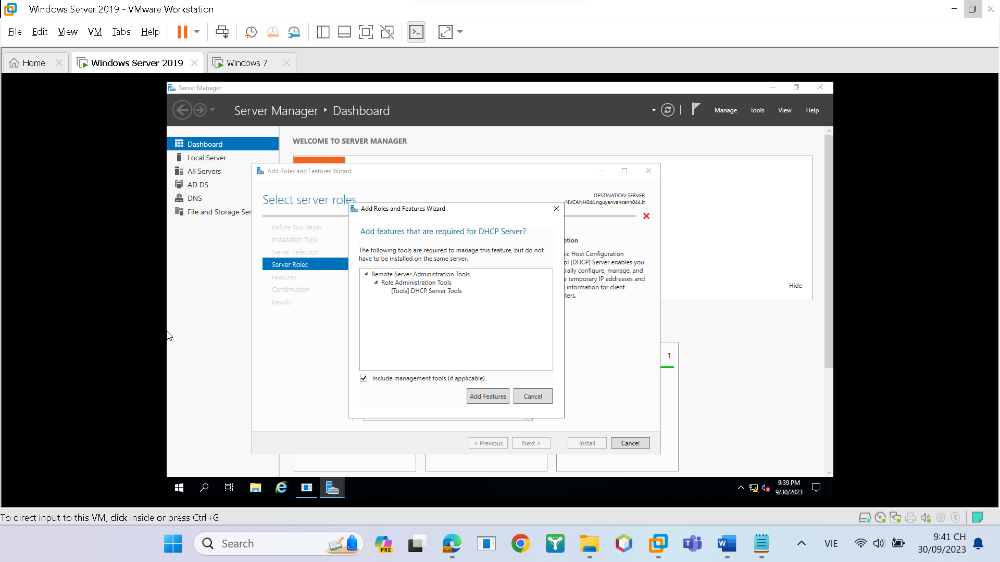 Windows Server 2019 - VMware Workstation
File Edit View VM Tabs Help
Home
Windows Server 2019
Windows 7
Server Manager
Server Manager
Dashboard
Manage Tools View Help
Dashboard
Local Server
All Servers
AD DS
DNS
File and Storage Ser
WELCOME TO SERVER MANAGER
Hide
1
Add Roles and Features Wizard
Select server roles
DESTINATION SERVER
NVCANH044.nguyenvancanh044.it
Before You Begin
Installation Type
Server Selection
Server Roles
Features
Confirmation
Results
ption
ic Host Configuration
ol (DHCP) Server enables you
rally configure, manage, and
e temporary IP addresses and
information for client
ters.
Add Roles and Features Wizard
Add features that are required for DHCP Server?
The following tools are required to manage this feature, but do not
have to be installed on the same server.
Remote Server Administration Tools
Role Administration Tools
[Tools] DHCP Server Tools
Include management tools (if applicable)
Add Features Cancel
< Previous Next > Install Cancel
9:39 PM
9/30/2023
To direct input to this VM, click inside or press Ctrl+G.
Search
PRE
VIE
9:41 CH
30/09/2023